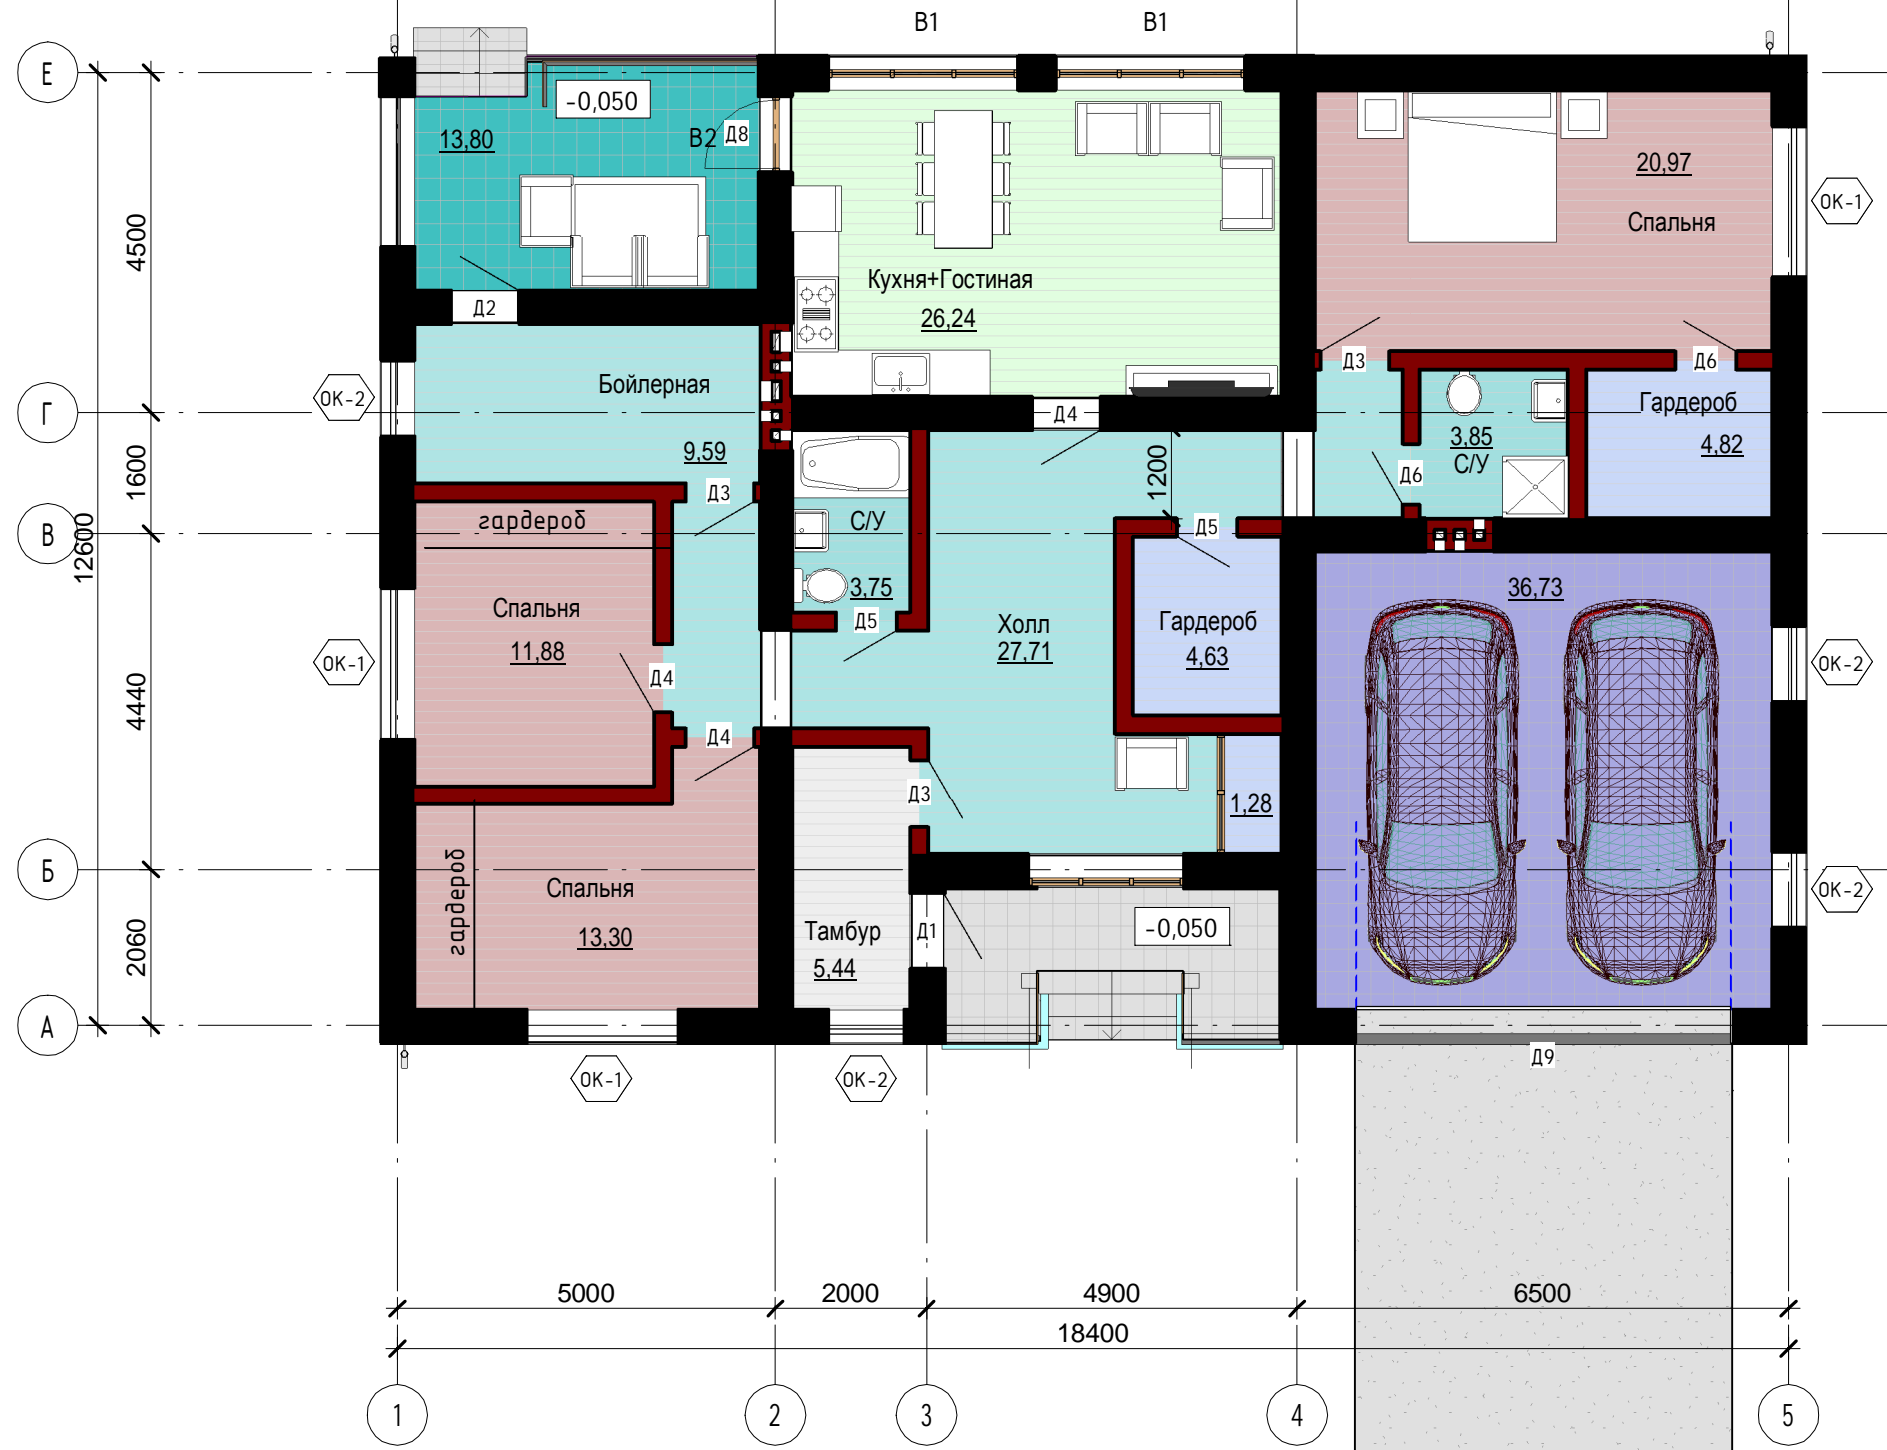 В1
В1
Е
-0,050
13,80
В2
Д8
20,97
ОК-1
Спальня
4500
Кухня+Гостиная
26,24
Д2
Д3
Д6
Бойлерная
ОК-2
Гардероб
Г
Д4
3,85
4,82
9,59
С/У
1600
1200
Д6
Д3
гардероб
С/У
Д5
В
12600
3,75
36,73
Спальня
Д5
Холл
Гардероб
11,88
27,71
4,63
ОК-1
ОК-2
Д4
4440
Д4
Д3
1,28
Б
гардероб
Спальня
ОК-2
13,30
Тамбур
Д1
-0,050
5,44
2060
А
Д9
ОК-1
ОК-2
5000
2000
4900
6500
18400
1
2
3
4
5